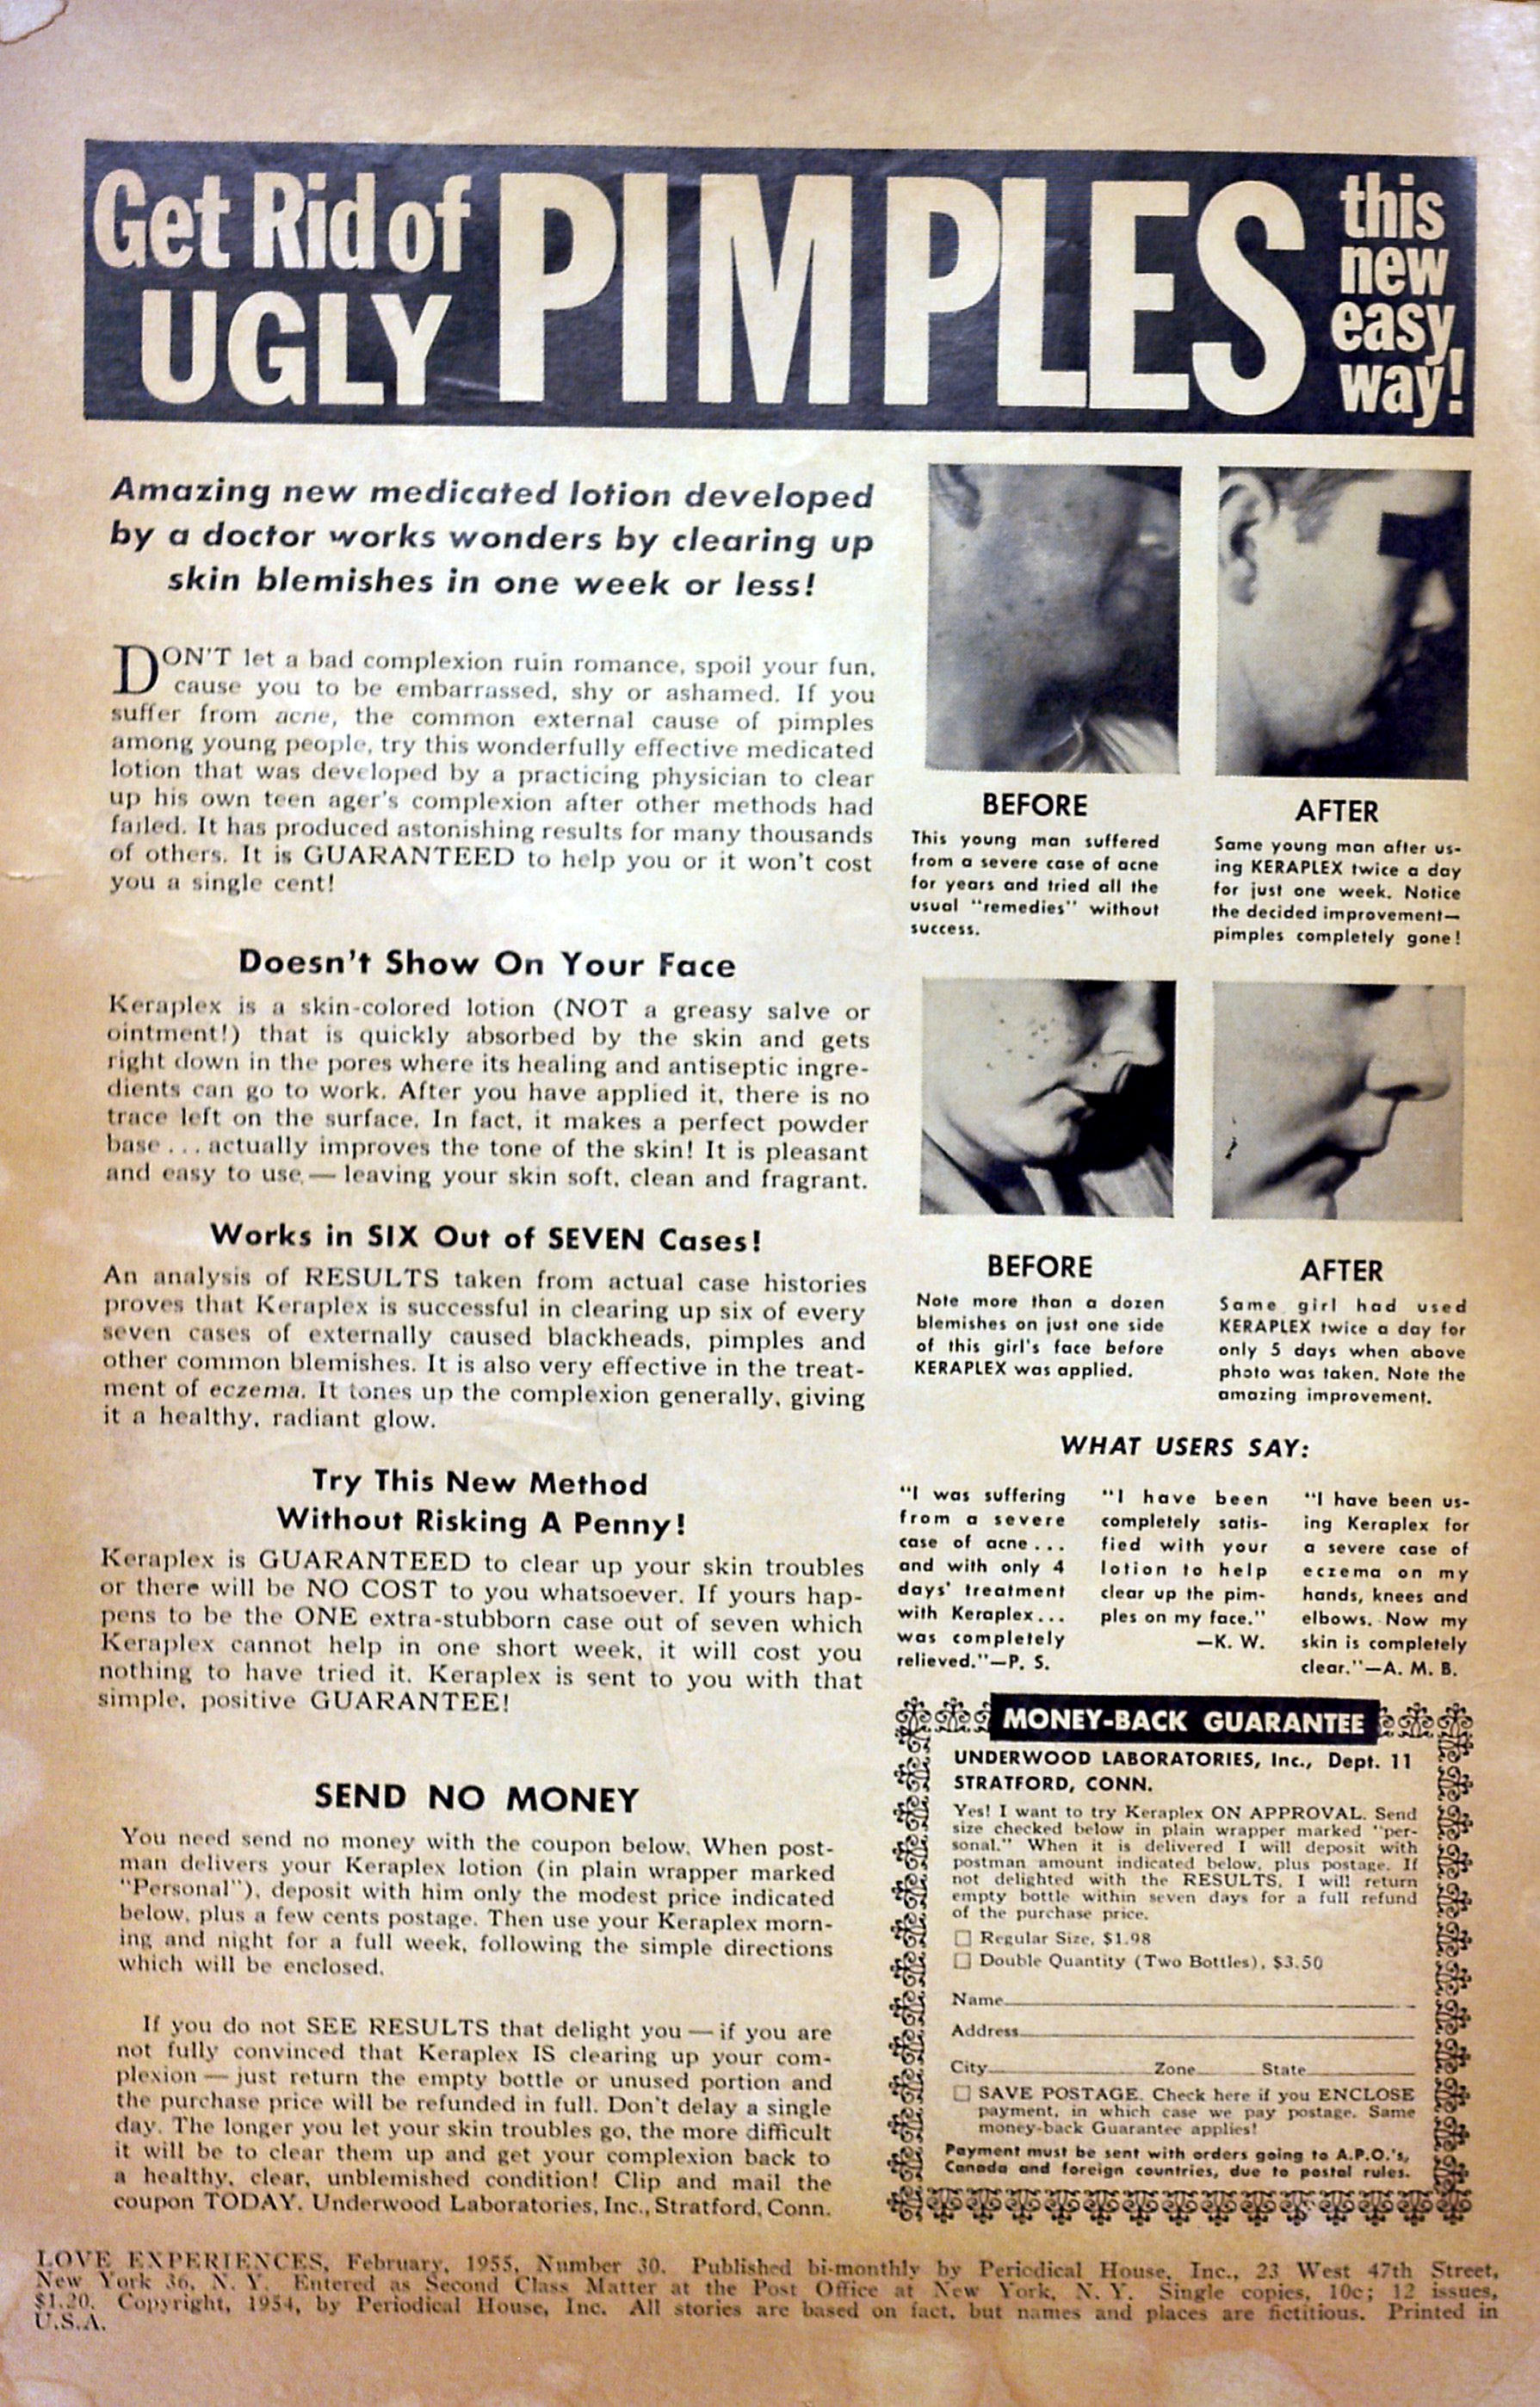 Get Rid of
UGLY
PIMPLES
this
new
easy
way!
Amazing new medicated lotion developed
by a doctor works wonders by clearing up
skin blemishes in one week or less!
DON'T let a bad complexion ruin romance, spoil your fun,
cause you to be embarrassed, shy or ashamed. If you
suffer from acne, the common external cause of pimples
among young people, try this wonderfully effective medicated
lotion that was developed by a practicing physician to clear
up his own teen ager's complexion after other methods had
failed. It has produced astonishing results for many thousands
of others. It is GUARANTEED to help you or it won't cost
you a single cent!
Doesn't Show On Your Face
Keraplex is a skin-colored lotion (NOT a greasy salve or
ointment!) that is quickly absorbed by the skin and gets
right down in the pores where its healing and antiseptic ingre-
dients can go to work. After you have applied it, there is no
trace left on the surface. In fact, it makes a perfect powder
base . . . actually improves the tone of the skin! It is pleasant
and easy to use — leaving your skin soft, clean and fragrant.
Works in SIX Out of SEVEN Cases!
An analysis of RESULTS taken from actual case histories
proves that Keraplex is successful in clearing up six of every
seven cases of externally caused blackheads, pimples and
other common blemishes. It is also very effective in the treat-
ment of eczema. It tones up the complexion generally, giving
it a healthy, radiant glow.
Try This New Method
Without Risking A Penny!
Keraplex is GUARANTEED to clear up your skin troubles
or there will be NO COST to you whatsoever. If yours hap-
pens to be the ONE extra-stubborn case out of seven which
Keraplex cannot help in one short week, it will cost you
nothing to have tried it. Keraplex is sent to you with that
simple, positive GUARANTEE!
SEND NO MONEY
You need send no money with the coupon below. When post-
man delivers your Keraplex lotion (in plain wrapper marked
"Personal"), deposit with him only the modest price indicated
below, plus a few cents postage. Then use your Keraplex morn-
ing and night for a full week, following the simple directions
which will be enclosed.
If you do not SEE RESULTS that delight you — if you are
not fully convinced that Keraplex IS clearing up your com-
plexion — just return the empty bottle or unused portion and
the purchase price will be refunded in full. Don't delay a single
day. The longer you let your skin troubles go, the more difficult
it will be to clear them up and get your complexion back to
a healthy, clear, unblemished condition! Clip and mail the
coupon TODAY. Underwood Laboratories, Inc., Stratford, Conn.
BEFORE
This young man suffered
from a severe case of acne
for years and tried all the
usual "remedies" without
success.
AFTER
Same young man after us-
ing KERAPLEX twice a day
for just one week. Notice
the decided improvement—
pimples completely gone!
BEFORE
Note more than a dozen
blemishes on just one side
of this girl's face before
KERAPLEX was applied.
AFTER
Same girl had used
KERAPLEX twice a day for
only 5 days when above
photo was taken. Note the
amazing improvement.
WHAT USERS SAY:
"I was suffering
from a severe
case of acne . . .
and with only 4
days' treatment
with Keraplex . . .
was completely
relieved."—P. S.
"I have been
completely satis-
fied with your
lotion to help
clear up the pim-
ples on my face."
—K. W.
"I have been us-
ing Keraplex for
a severe case of
eczema on my
hands, knees and
elbows. Now my
skin is completely
clear."—A. M. B.
MONEY-BACK GUARANTEE
UNDERWOOD LABORATORIES, Inc., Dept. 11
STRATFORD, CONN.
Yes! I want to try Keraplex ON APPROVAL. Send
size checked below in plain wrapper marked "per-
sonal." When it is delivered I will deposit with
postman amount indicated below, plus postage. If
not delighted with the RESULTS, I will return
empty bottle within seven days for a full refund
of the purchase price.
Regular Size, $1.98
Double Quantity (Two Bottles), $3.50
Name
Address
City Zone State
SAVE POSTAGE. Check here if you ENCLOSE
payment, in which case we pay postage. Same
money-back Guarantee applies!
Payment must be sent with orders going to A.P.O.'s,
Canada and foreign countries, due to postal rules.
LOVE EXPERIENCES, February, 1955, Number 30. Published bi-monthly by Periodical House, Inc., 23 West 47th Street,
New York 36, N. Y. Entered as Second Class Matter at the Post Office at New York, N. Y. Single copies, 10c; 12 issues,
$1.20. Copyright, 1954, by Periodical House, Inc. All stories are based on fact, but names and places are fictitious. Printed in
U.S.A.